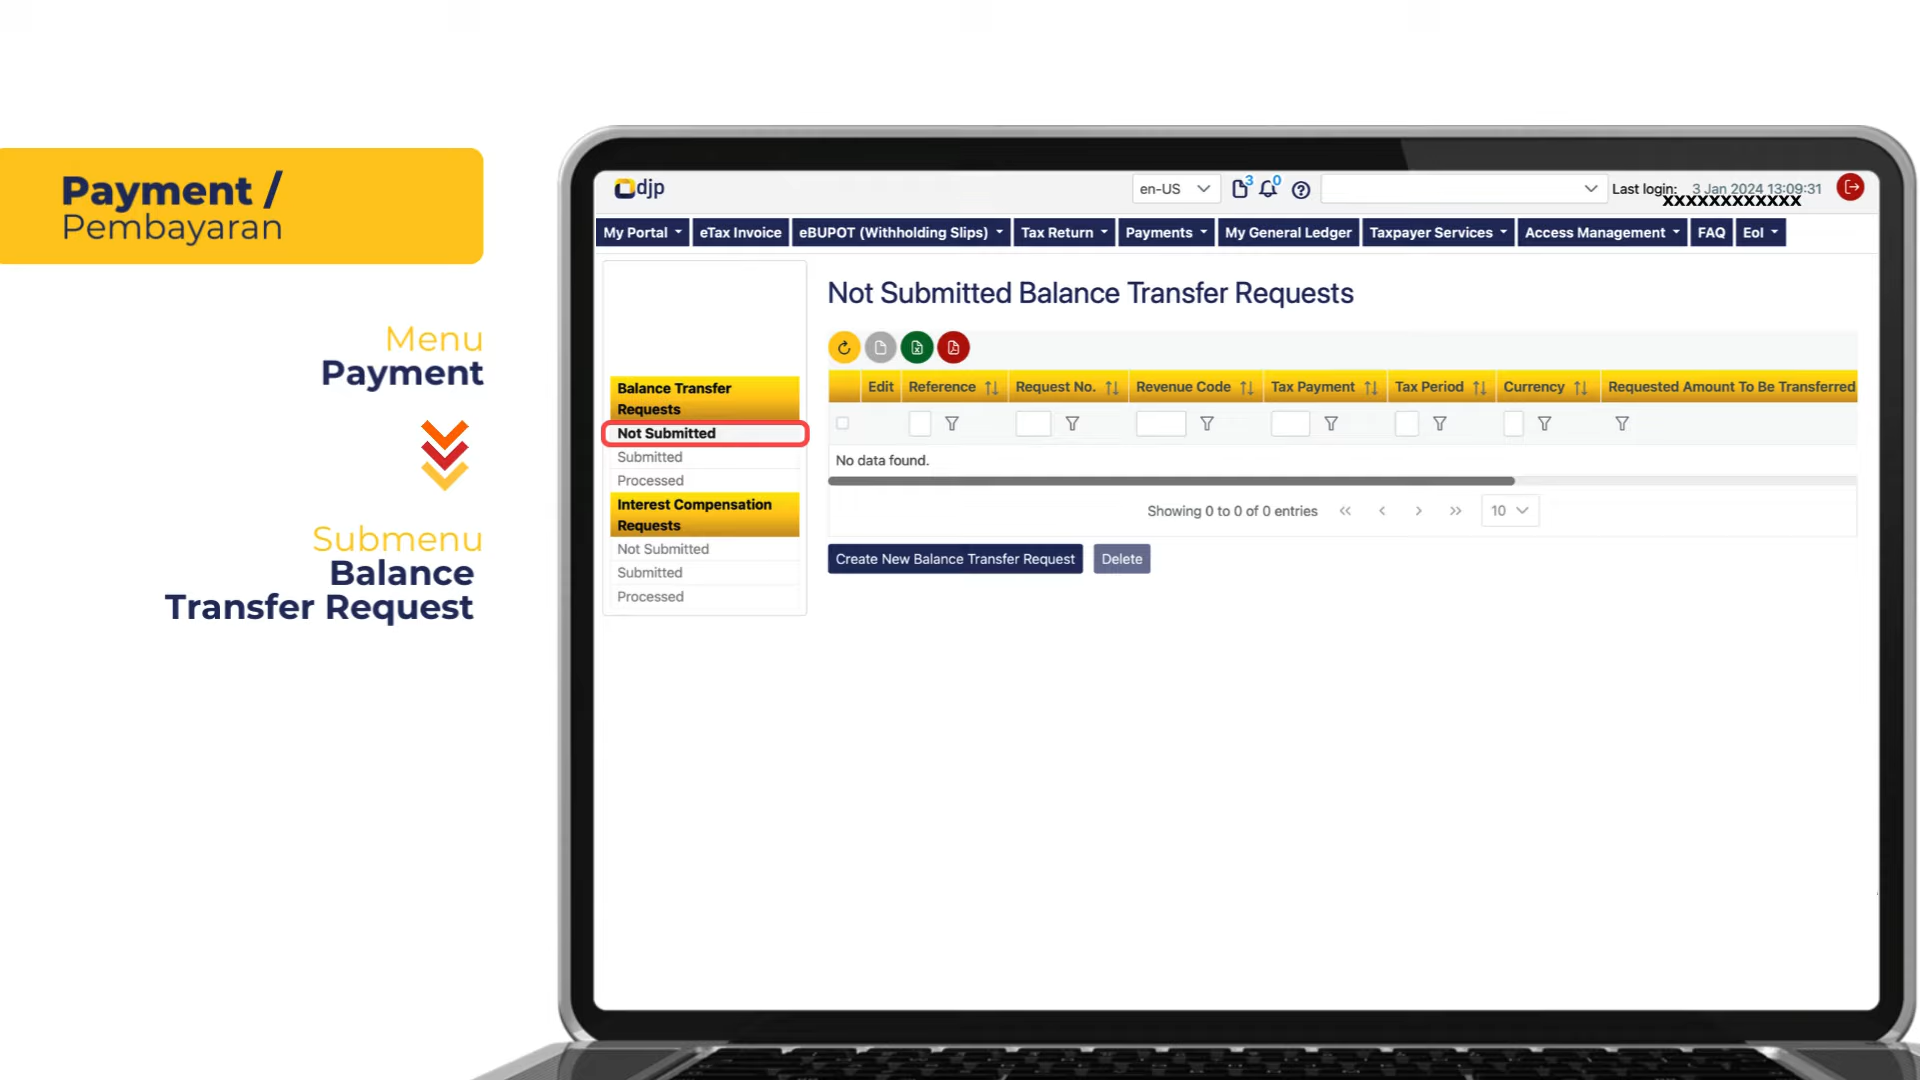 Payment /
Pembayaran
Menu
Payment
Submenu
Balance
Transfer Request
djp
en-US
3
0
Last login: 3 Jan 2024 13:09:31
xxxxxxxxxxxx
My Portal
eTax Invoice
eBUPOT (Withholding Slips)
Tax Return
Payments
My General Ledger
Taxpayer Services
Access Management
FAQ
EoI
Balance Transfer
Requests
Not Submitted
Submitted
Processed
Interest Compensation
Requests
Not Submitted
Submitted
Processed
Not Submitted Balance Transfer Requests
Edit
Reference
Request No.
Revenue Code
Tax Payment
Tax Period
Currency
Requested Amount To Be Transferred
No data found.
Showing 0 to 0 of 0 entries
10
Create New Balance Transfer Request
Delete